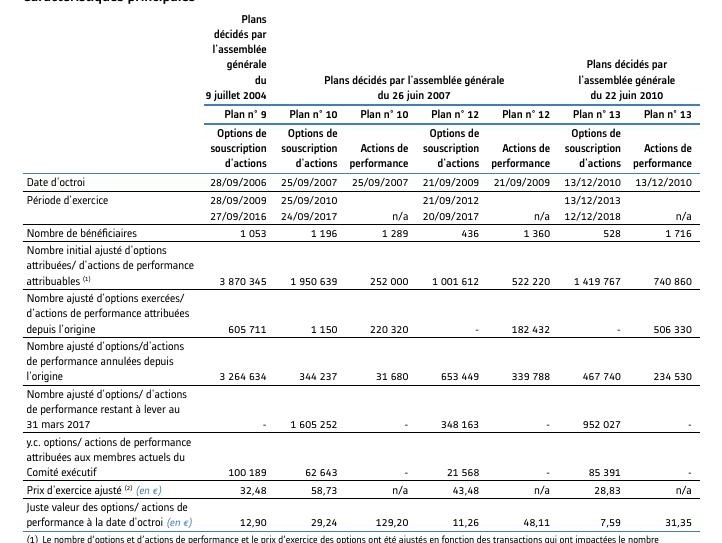 Plans
décidés par
l'assemblée
générale
du
9 juillet 2004
Plans décidés par l'assemblée générale
du 26 juin 2007
Plans décidés par
l'assemblée générale
du 22 juin 2010
Plan n° 9 Plan n° 10 Plan n° 10 Plan n° 12 Plan n° 12 Plan n° 13 Plan n° 13
Options de souscription d'actions Options de souscription d'actions Actions de performance Options de souscription d'actions Actions de performance Options de souscription d'actions Actions de performance
Date d'octroi 28/09/2006 25/09/2007 25/09/2007 21/09/2009 21/09/2009 13/12/2010 13/12/2010
Période d'exercice 28/09/2009 25/09/2010 21/09/2012 13/12/2013
27/09/2016 24/09/2017 n/a 20/09/2017 n/a 12/12/2018 n/a
Nombre de bénéficiaires 1 053 1 196 1 289 436 1 360 528 1 716
Nombre initial ajusté d'options
attribuées/ d'actions de performance
attribuables (1) 3 870 345 1 950 639 252 000 1 001 612 522 220 1 419 767 740 860
Nombre ajusté d'options exercées/
d'actions de performance attribuées
depuis l'origine 605 711 1 150 220 320 - 182 432 - 506 330
Nombre ajusté d'options/d'actions
de performance annulées depuis
l'origine 3 264 634 344 237 31 680 653 449 339 788 467 740 234 530
Nombre ajusté d'options/ d'actions
de performance restant à lever au
31 mars 2017 - 1 605 252 - 348 163 - 952 027 -
y.c. options/ actions de performance
attribuées aux membres actuels du
Comité exécutif 100 189 62 643 - 21 568 - 85 391 -
Prix d'exercice ajusté (2) (en €) 32,48 58,73 n/a 43,48 n/a 28,83 n/a
Juste valeur des options/ actions de
performance à la date d'octroi (en €) 12,90 29,24 129,20 11,26 48,11 7,59 31,35
(1) Le nombre d'options et d'actions de performance et le prix d'exercice des options ont été ajustés en fonction des transactions qui ont impactées le nombre